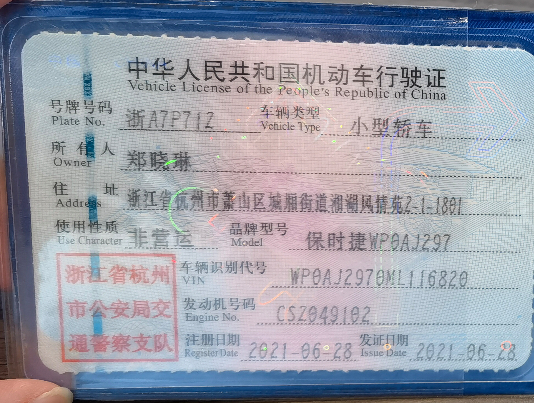 中华人民共和国机动车行驶证
Vehicle License of the People's Republic of China
号牌号码 浙A7P71Z 车辆类型 小型轿车
Plate No. Vehicle Type
所有人 郑晓琳
Owner
住址 浙江省杭州市萧山区城厢街道湘湖风情苑2-1-1801
Address
使用性质 非营运 品牌型号 保时捷WP0AJ297
Use Character Model
浙江省杭州
市公安局交
通警察支队
车辆识别代号 WP0AJ2970ML116820
VIN
发动机号码 CSZ049102
Engine No.
注册日期 2021-06-28 发证日期 2021-06-28
Register Date Issue Date